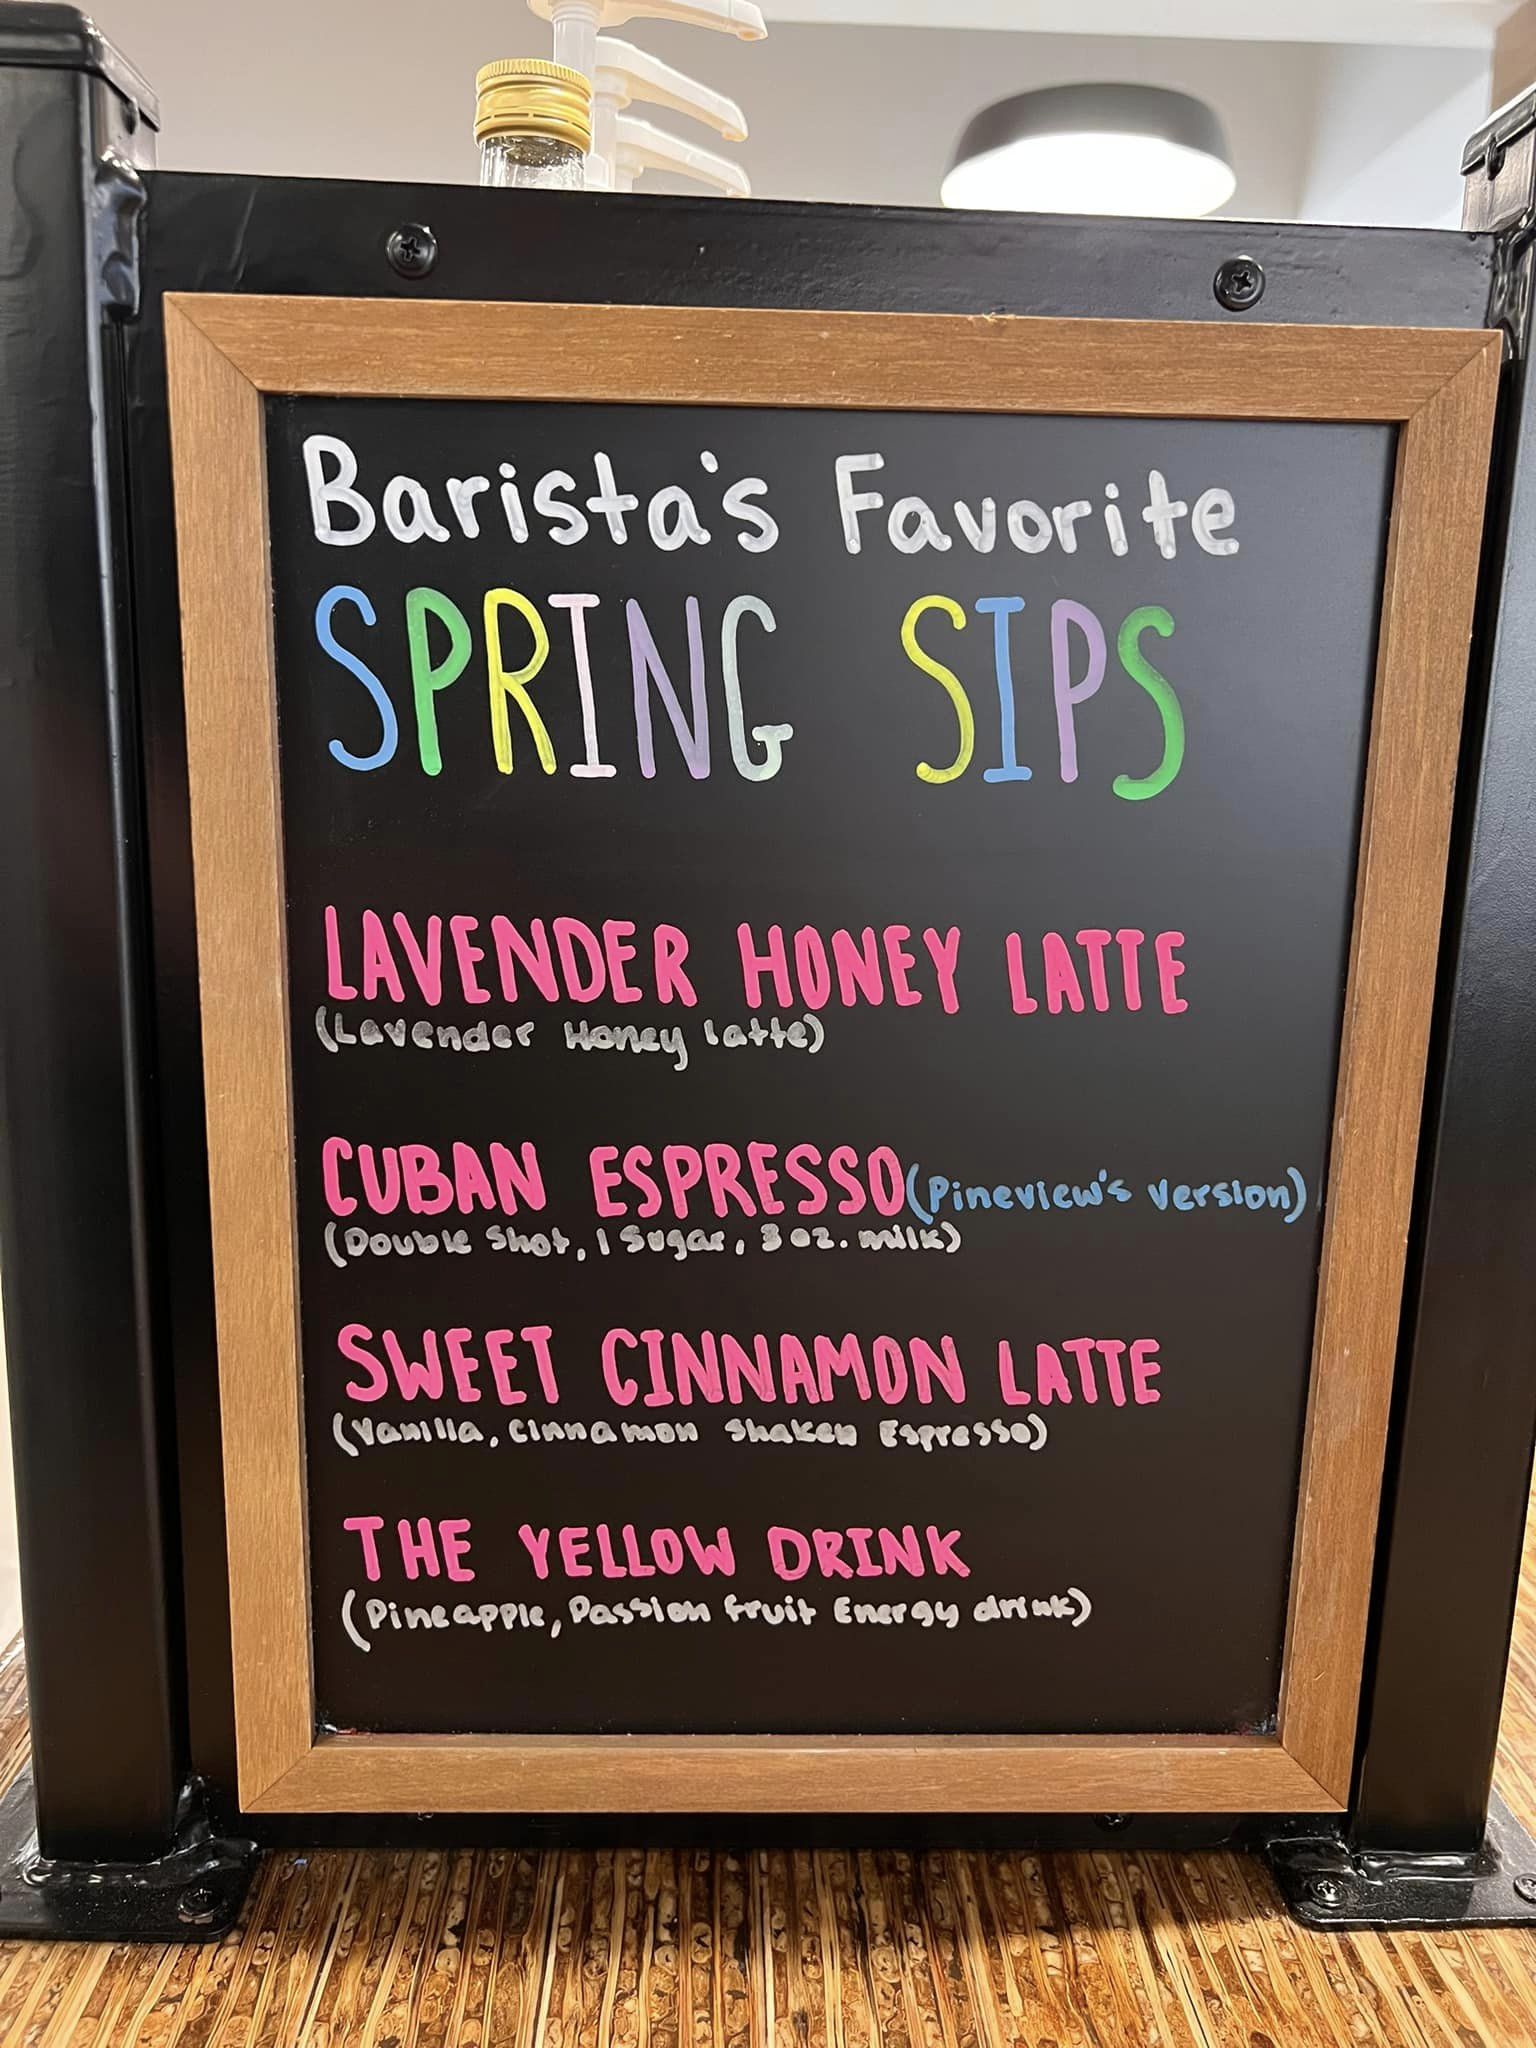 Barista's Favorite
SPRING SIPS
LAVENDER HONEY LATTE
(Lavender Honey latte)
CUBAN ESPRESSO (Pineview's version)
(Double Shot, 1 Sugar, 3 oz. milk)
SWEET CINNAMON LATTE
(Vanilla, Cinnamon Shaken Espresso)
THE YELLOW DRINK
(Pineapple, Passion fruit Energy drink)